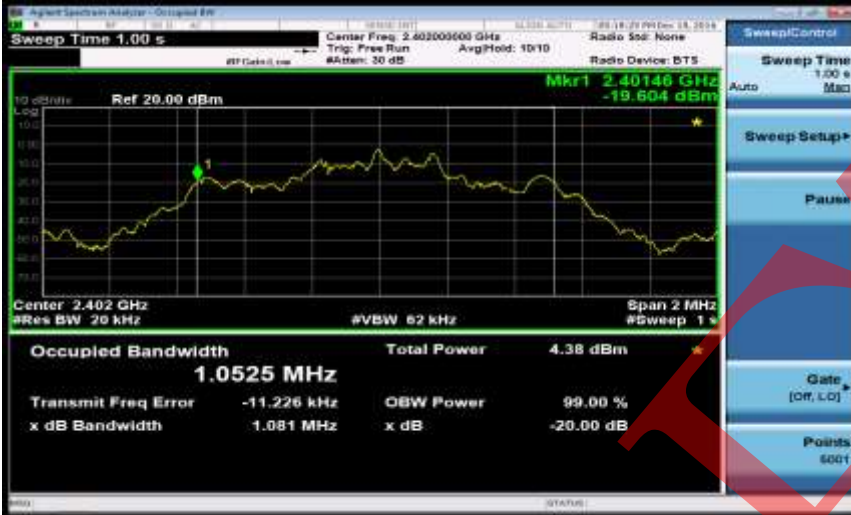 Agilent Spectrum Analyzer - Occupied BW
Sweep Time 1.00 s
Center Freq: 2.402000000 GHz
Trig: Free Run
Avg|Hold: 10/10
#IFGain:Low
#Atten: 30 dB
Radio Std: None
Radio Device: BTS
Mkr1 2.40146 GHz
-19.604 dBm
10 dB/div
Ref 20.00 dBm
Log
1
Center 2.402 GHz
Span 2 MHz
#Res BW 20 kHz
#VBW 62 kHz
#Sweep 1 s
Occupied Bandwidth
Total Power
4.38 dBm
1.0525 MHz
Transmit Freq Error
-11.226 kHz
OBW Power
99.00 %
x dB Bandwidth
1.081 MHz
x dB
-20.00 dB
MSG
STATUS
Sweep/Control
Sweep Time
1.00 s
Auto
Man
Sweep Setup
Pause
Gate
[Off, LO]
Points
6001